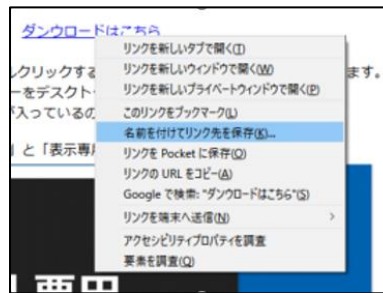 ダウンロードはこちら
リンクを新しいタブで開く(T)
リンクを新しいウィンドウで開く(W)
リンクを新しいプライベートウィンドウで開く(P)
このリンクをブックマーク(L)
名前を付けてリンク先を保存(K)...
リンクを Pocket に保存(O)
リンクの URL をコピー(A)
Google で検索: "ダウンロードはこちら"(S)
リンクを端末へ送信(N)
アクセシビリティプロパティを調査
要素を調査(Q)
クリックする
ます。
ーをデスクトッ
が入っているの
」と「表示専用